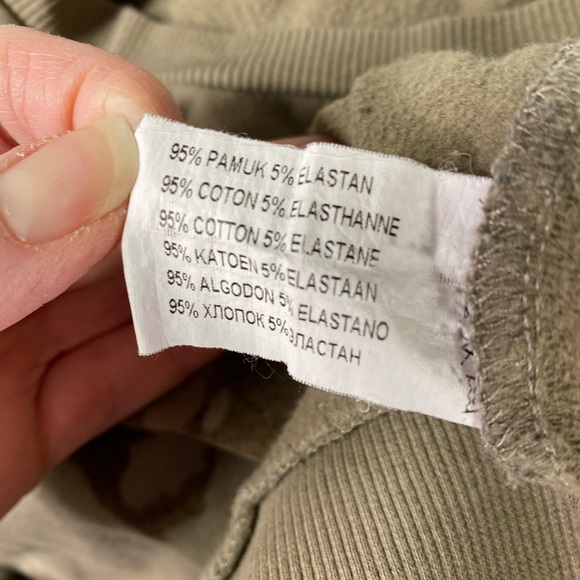 95% PAMUK 5% ELASTAN
95% COTON 5% ELASTHANNE
95% COTTON 5% ELASTANE
95% KATOEN 5% ELASTAAN
95% ALGODON 5% ELASTANO
95% ХЛОПОК 5% ЭЛАСТАН